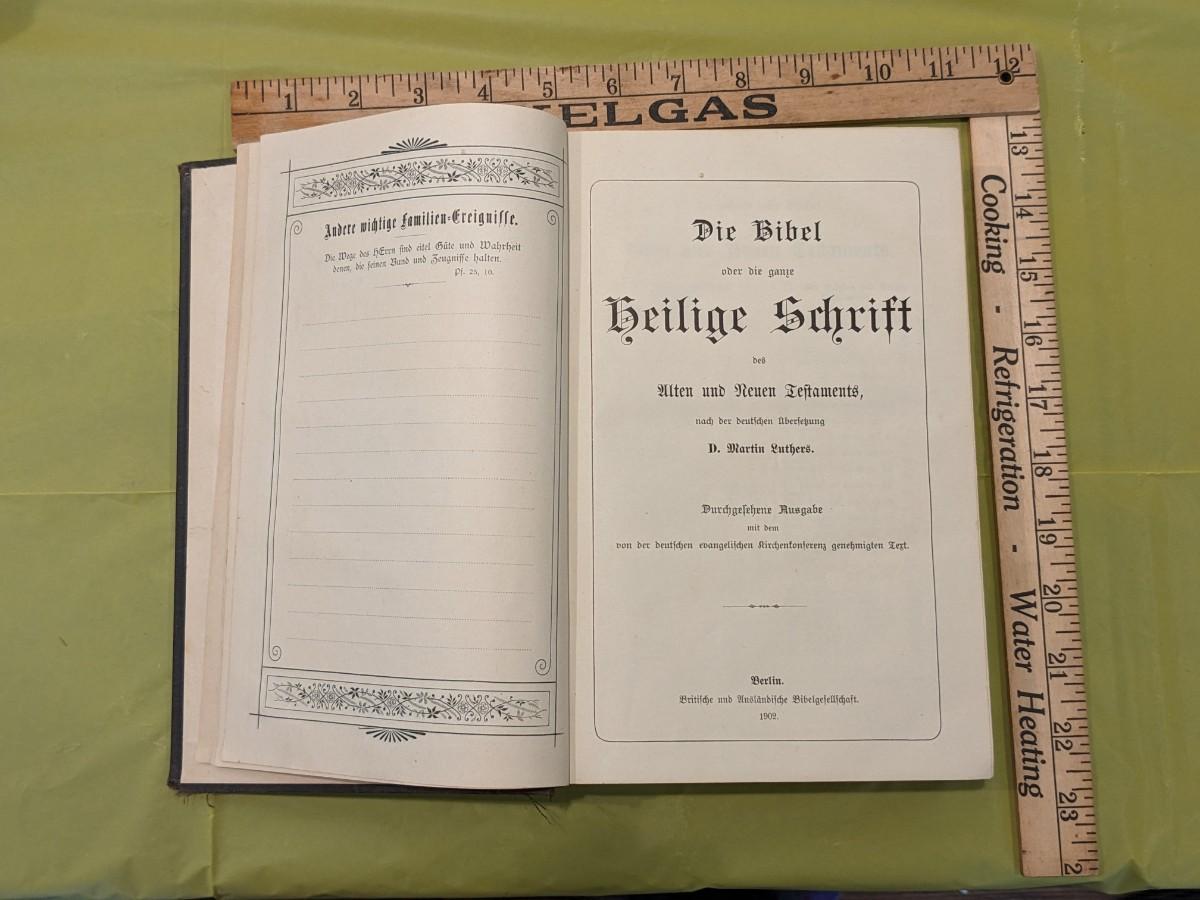 1 2 3 4 5 6 7 8 9 10 11 12
ELGAS
13 14 15 16 17 18 19 20 21 22 23 2
Cooking - Refrigeration - Water Heating
Andere wichtige Familien-Ereignisse.
Die Wege des HErrn sind eitel Güte und Wahrheit
denen, die seinen Bund und Zeugnisse halten.
Ps. 25, 10.
Die Bibel
oder die ganze
Heilige Schrift
des
Alten und Neuen Testaments,
nach der deutschen Übersetzung
D. Martin Luthers.
Durchgesehene Ausgabe
mit dem
von der deutschen evangelischen Kirchenkonferenz genehmigten Text.
Berlin.
Britische und Ausländische Bibelgesellschaft.
1902.